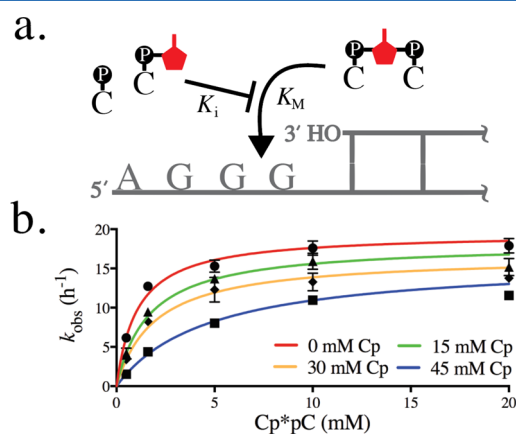 a.
P P P P
C C C C
Ki KM
3′ HO
5′ A G G G
b.
20
15
10
5
0
kobs (h-1)
0 mM Cp 15 mM Cp
30 mM Cp 45 mM Cp
0 5 10 15 20
Cp*pC (mM)